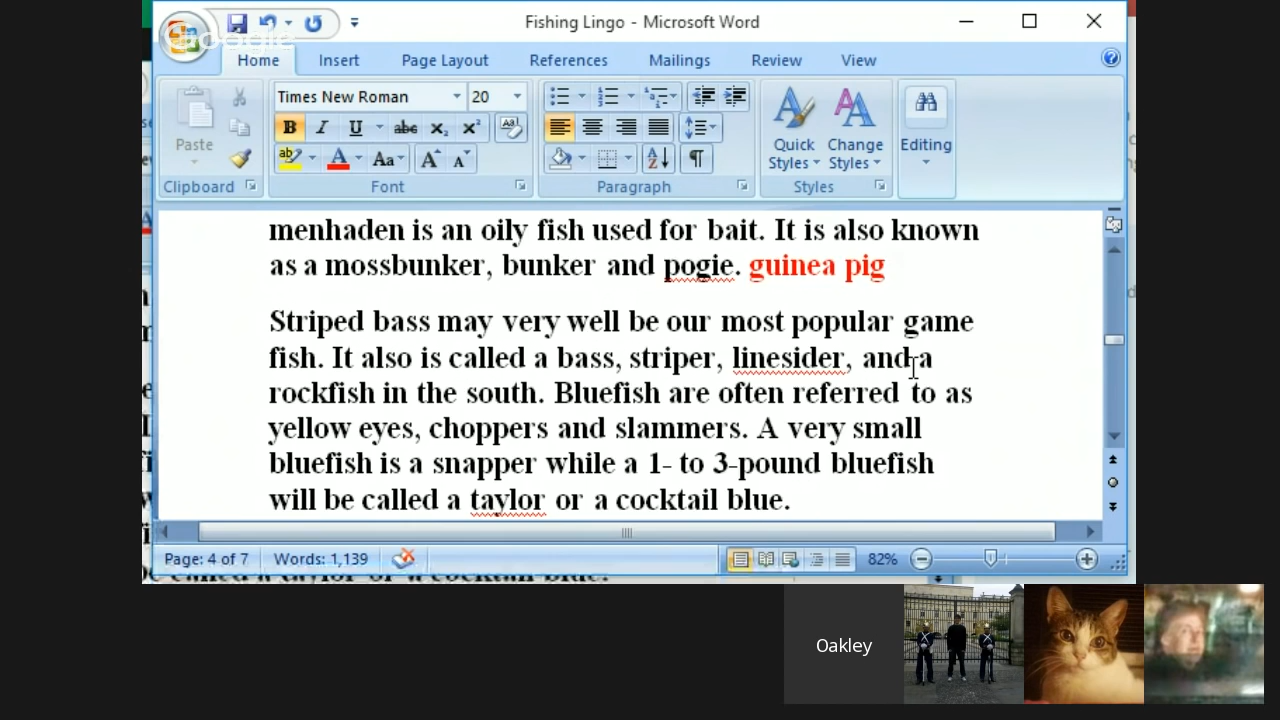 Fishing Lingo - Microsoft Word
Google
Home Insert Page Layout References Mailings Review View
Times New Roman 20
Paste
Quick Styles
Change Styles
Editing
Clipboard Font Paragraph Styles
menhaden is an oily fish used for bait. It is also known
as a mossbunker, bunker and pogie. guinea pig
Striped bass may very well be our most popular game
fish. It also is called a bass, striper, linesider, and a
rockfish in the south. Bluefish are often referred to as
yellow eyes, choppers and slammers. A very small
bluefish is a snapper while a 1- to 3-pound bluefish
will be called a taylor or a cocktail blue.
Page: 4 of 7 Words: 1,139 82%
Oakley